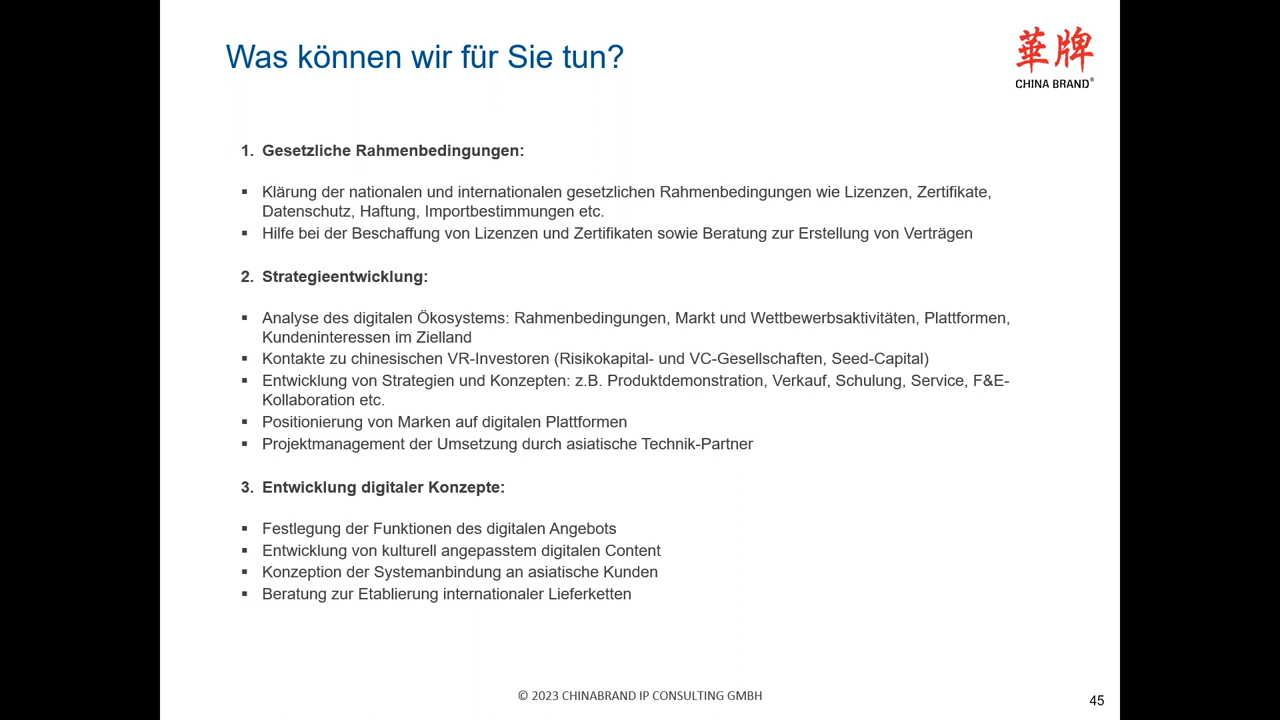 Was können wir für Sie tun?
華牌
CHINA BRAND®
1. Gesetzliche Rahmenbedingungen:
▪ Klärung der nationalen und internationalen gesetzlichen Rahmenbedingungen wie Lizenzen, Zertifikate,
Datenschutz, Haftung, Importbestimmungen etc.
▪ Hilfe bei der Beschaffung von Lizenzen und Zertifikaten sowie Beratung zur Erstellung von Verträgen
2. Strategieentwicklung:
▪ Analyse des digitalen Ökosystems: Rahmenbedingungen, Markt und Wettbewerbsaktivitäten, Plattformen,
Kundeninteressen im Zielland
▪ Kontakte zu chinesischen VR-Investoren (Risikokapital- und VC-Gesellschaften, Seed-Capital)
▪ Entwicklung von Strategien und Konzepten: z.B. Produktdemonstration, Verkauf, Schulung, Service, F&E-
Kollaboration etc.
▪ Positionierung von Marken auf digitalen Plattformen
▪ Projektmanagement der Umsetzung durch asiatische Technik-Partner
3. Entwicklung digitaler Konzepte:
▪ Festlegung der Funktionen des digitalen Angebots
▪ Entwicklung von kulturell angepasstem digitalen Content
▪ Konzeption der Systemanbindung an asiatische Kunden
▪ Beratung zur Etablierung internationaler Lieferketten
© 2023 CHINABRAND IP CONSULTING GMBH
45